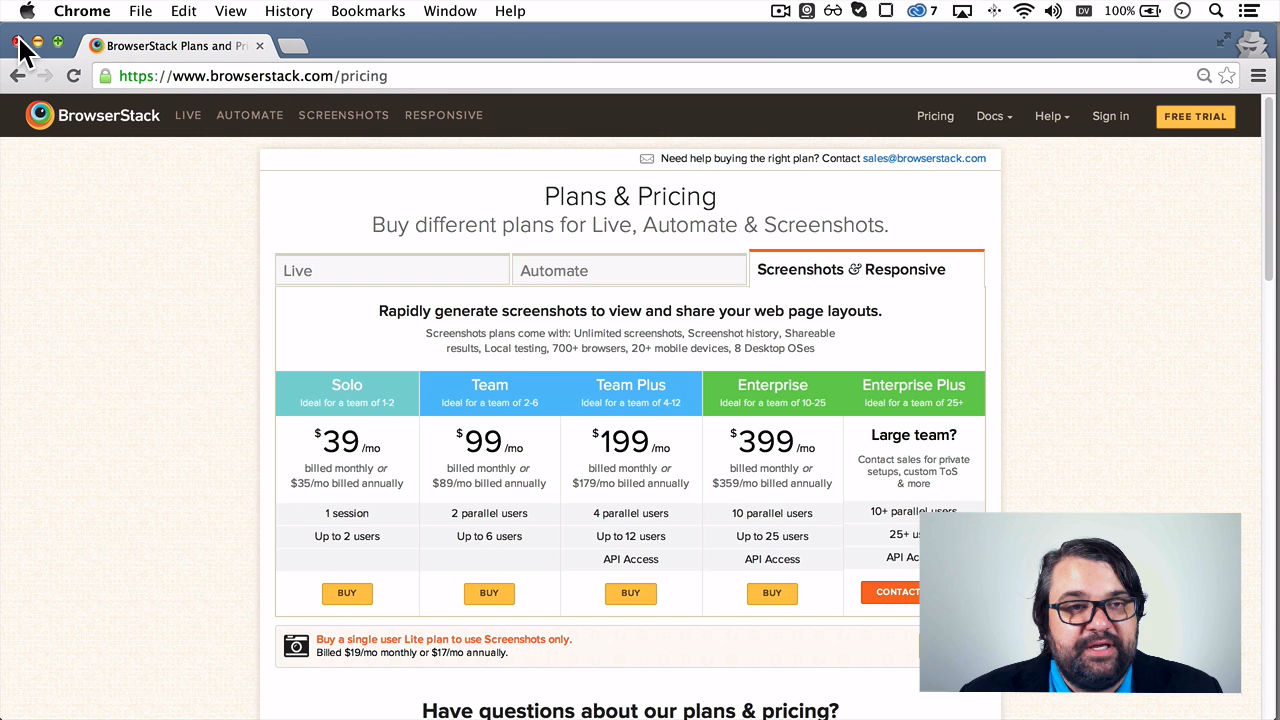 Chrome File Edit View History Bookmarks Window Help 7 DV 100%
BrowserStack Plans and Pri
https://www.browserstack.com/pricing
BrowserStack LIVE AUTOMATE SCREENSHOTS RESPONSIVE Pricing Docs Help Sign in FREE TRIAL
Need help buying the right plan? Contact sales@browserstack.com
Plans & Pricing
Buy different plans for Live, Automate & Screenshots.
Live Automate Screenshots & Responsive
Rapidly generate screenshots to view and share your web page layouts.
Screenshots plans come with: Unlimited screenshots, Screenshot history, Shareable
results, Local testing, 700+ browsers, 20+ mobile devices, 8 Desktop OSes
Solo Team Team Plus Enterprise Enterprise Plus
Ideal for a team of 1-2 Ideal for a team of 2-6 Ideal for a team of 4-12 Ideal for a team of 10-25 Ideal for a team of 25+
$39/mo $99/mo $199/mo $399/mo Large team?
billed monthly or billed monthly or billed monthly or billed monthly or Contact sales for private
$35/mo billed annually $89/mo billed annually $179/mo billed annually $359/mo billed annually setups, custom ToS
& more
1 session 2 parallel users 4 parallel users 10 parallel users 10+ parallel users
Up to 2 users Up to 6 users Up to 12 users Up to 25 users 25+ us
API Access API Access API Ac
BUY BUY BUY BUY CONTACT
Buy a single user Lite plan to use Screenshots only.
Billed $19/mo monthly or $17/mo annually.
Have questions about our plans & pricing?